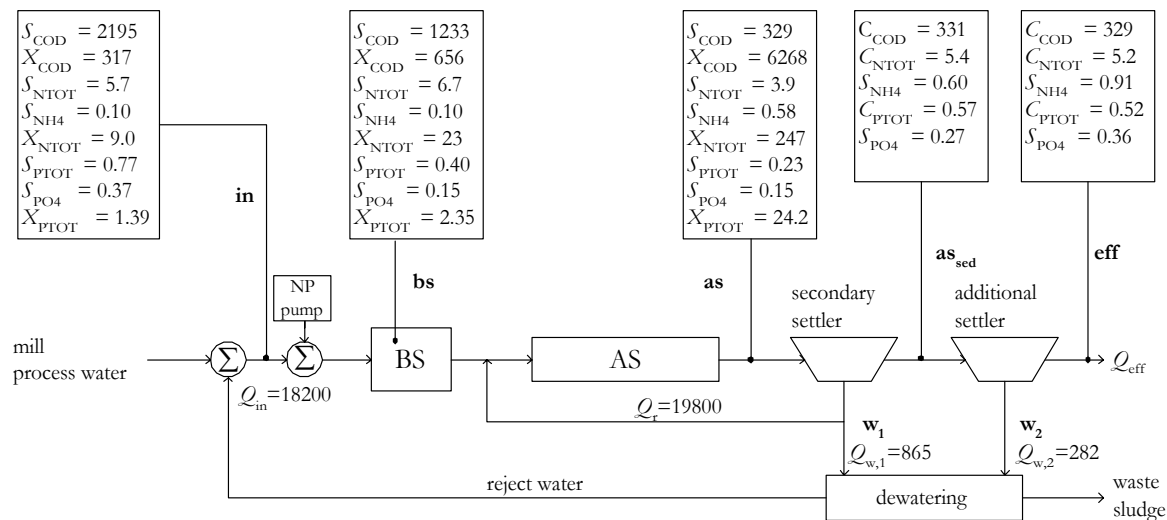 S_COD = 2195
X_COD = 317
S_NTOT = 5.7
S_NH4 = 0.10
X_NTOT = 9.0
S_PTOT = 0.77
S_PO4 = 0.37
X_PTOT = 1.39
S_COD = 1233
X_COD = 656
S_NTOT = 6.7
S_NH4 = 0.10
X_NTOT = 23
S_PTOT = 0.40
S_PO4 = 0.15
X_PTOT = 2.35
S_COD = 329
X_COD = 6268
S_NTOT = 3.9
S_NH4 = 0.58
X_NTOT = 247
S_PTOT = 0.23
S_PO4 = 0.15
X_PTOT = 24.2
C_COD = 331
C_NTOT = 5.4
S_NH4 = 0.60
C_PTOT = 0.57
S_PO4 = 0.27
C_COD = 329
C_NTOT = 5.2
S_NH4 = 0.91
C_PTOT = 0.52
S_PO4 = 0.36
in
bs
as
as_sed
eff
NP
pump
secondary
settler
additional
settler
mill
process water
Σ
Σ
BS
AS
Q_eff
Q_in=18200
Q_r=19800
w_1
Q_w,1=865
w_2
Q_w,2=282
reject water
dewatering
waste
sludge